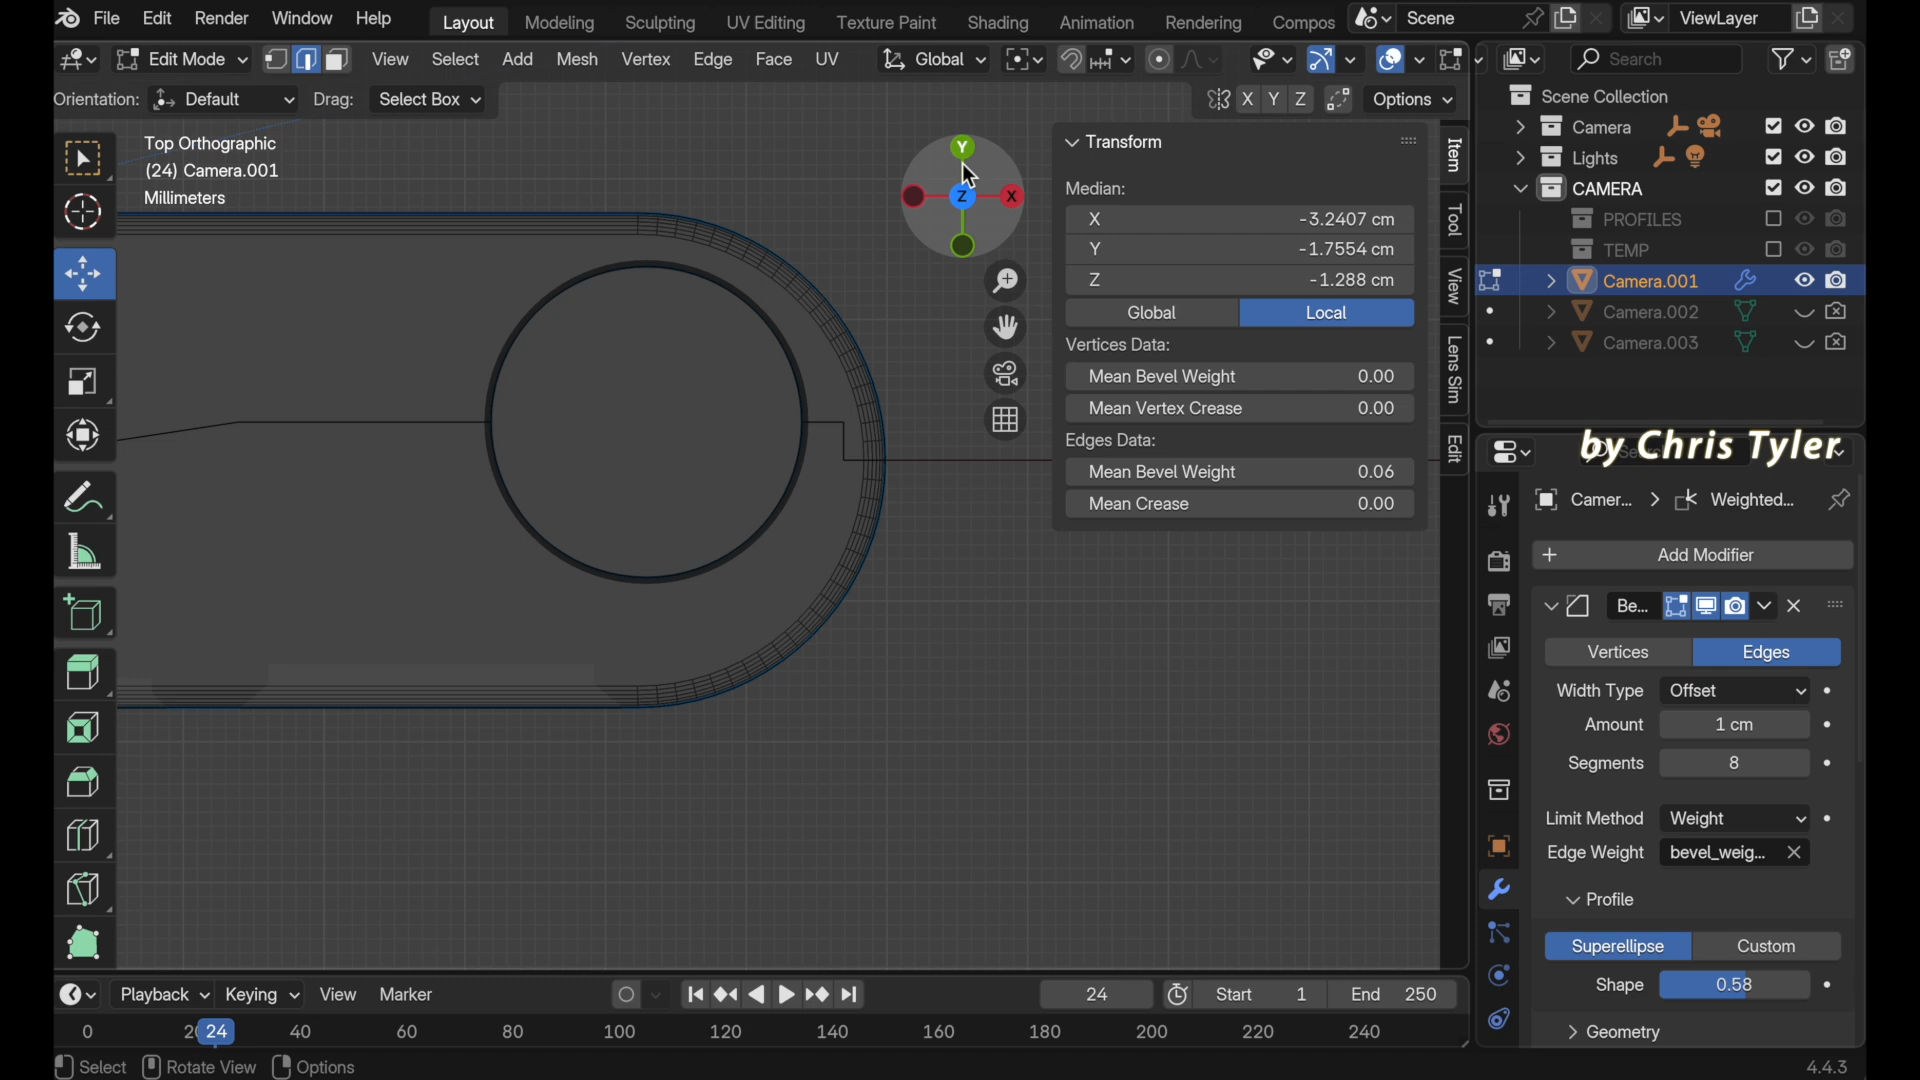 File Edit Render Window Help Layout Modeling Sculpting UV Editing Texture Paint Shading Animation Rendering Compos Scene ViewLayer
Edit Mode View Select Add Mesh Vertex Edge Face UV Global Search
Orientation: Default Drag: Select Box X Y Z Options
Top Orthographic
(24) Camera.001
Millimeters
Y
X
Z
Transform
Median:
X -3.2407 cm
Y -1.7554 cm
Z -1.288 cm
Global Local
Vertices Data:
Mean Bevel Weight 0.00
Mean Vertex Crease 0.00
Edges Data:
Mean Bevel Weight 0.06
Mean Crease 0.00
Item
Tool
View
Lens Sim
Edit
Scene Collection
Camera
Lights
CAMERA
PROFILES
TEMP
Camera.001
Camera.002
Camera.003
by Chris Tyler
Camer... Weighted...
Add Modifier
Be...
Vertices Edges
Width Type Offset
Amount 1 cm
Segments 8
Limit Method Weight
Edge Weight bevel_weig...
Profile
Superellipse Custom
Shape 0.58
Geometry
Playback Keying View Marker 24 Start 1 End 250
0 24 40 60 80 100 120 140 160 180 200 220 240
Select Rotate View Options 4.4.3